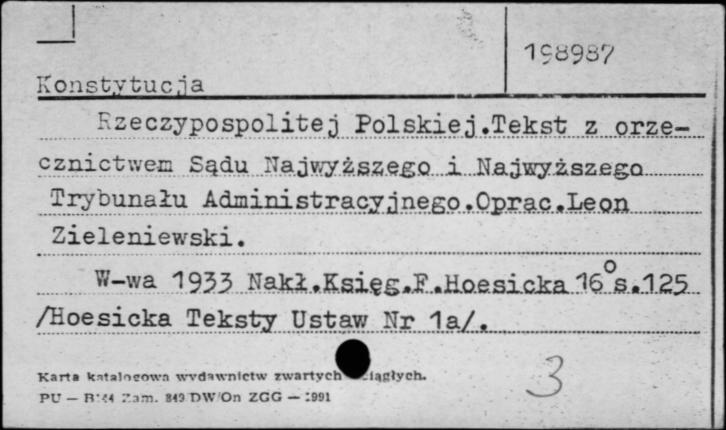 198987
Konstytucja
Rzeczypospolitej Polskiej.Tekst z orze-
cznictwem Sądu Najwyższego i Najwyższego
Trybunału Administracyjnego.Oprac.Leon
Zieleniewski.
W-wa 1933 Nakł.Księg.F.Hoesicka 16° s.125
/Hoesicka Teksty Ustaw Nr 1a/.
3
Karta katalogowa wydawnictw zwartych
PU — Zam. 849 DW/On ZGG — 1991